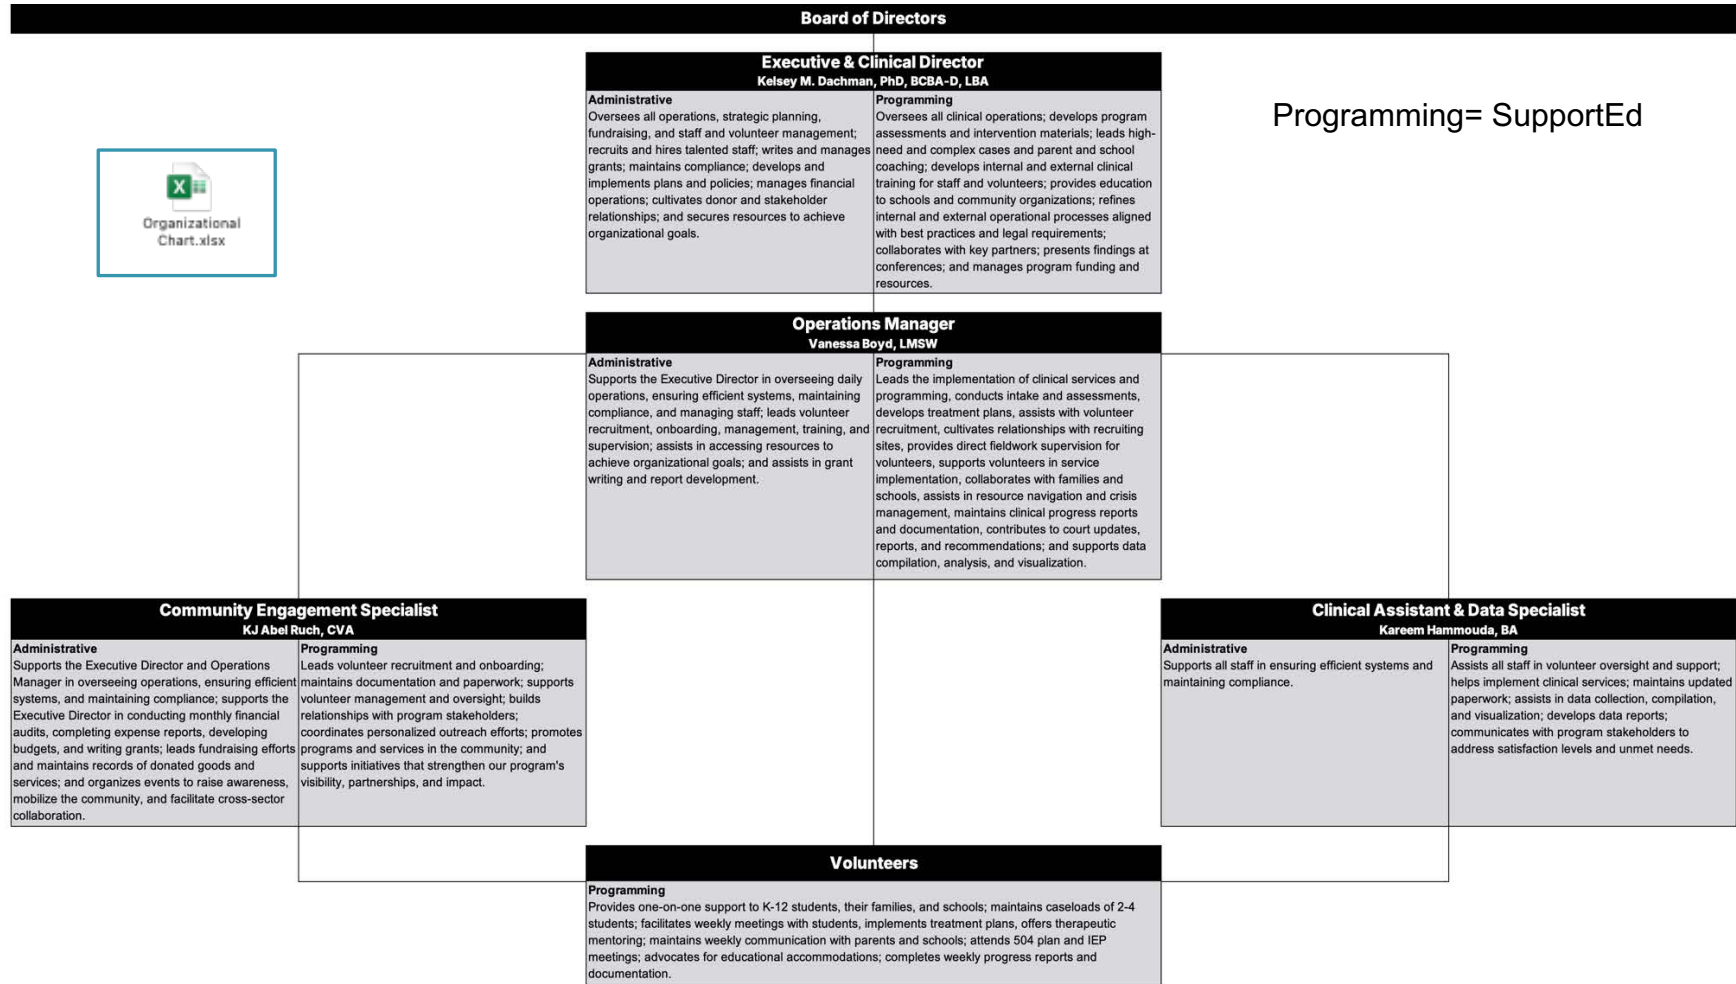 Board of Directors
Executive & Clinical Director
Kelsey M. Dachman, PhD, BCBA-D, LBA
Administrative
Oversees all operations, strategic planning,
fundraising, and staff and volunteer management;
recruits and hires talented staff; writes and manages
grants; maintains compliance; develops and
implements plans and policies; manages financial
operations; cultivates donor and stakeholder
relationships; and secures resources to achieve
organizational goals.
Programming
Oversees all clinical operations; develops program
assessments and intervention materials; leads high-
need and complex cases and parent and school
coaching; develops internal and external clinical
training for staff and volunteers; provides education
to schools and community organizations; refines
internal and external operational processes aligned
with best practices and legal requirements;
collaborates with key partners; presents findings at
conferences; and manages program funding and
resources.
Programming= SupportEd
Organizational
Chart.xlsx
Operations Manager
Vanessa Boyd, LMSW
Administrative
Supports the Executive Director in overseeing daily
operations, ensuring efficient systems, maintaining
compliance, and managing staff; leads volunteer
recruitment, onboarding, management, training, and
supervision; assists in accessing resources to
achieve organizational goals; and assists in grant
writing and report development.
Programming
Leads the implementation of clinical services and
programming, conducts intake and assessments,
develops treatment plans, assists with volunteer
recruitment, cultivates relationships with recruiting
sites, provides direct fieldwork supervision for
volunteers, supports volunteers in service
implementation, collaborates with families and
schools, assists in resource navigation and crisis
management, maintains clinical progress reports
and documentation, contributes to court updates,
reports, and recommendations; and supports data
compilation, analysis, and visualization.
Community Engagement Specialist
KJ Abel Ruch, CVA
Administrative
Supports the Executive Director and Operations
Manager in overseeing operations, ensuring efficient
systems, and maintaining compliance; supports the
Executive Director in conducting monthly financial
audits, completing expense reports, developing
budgets, and writing grants; leads fundraising efforts
and maintains records of donated goods and
services; and organizes events to raise awareness,
mobilize the community, and facilitate cross-sector
collaboration.
Programming
Leads volunteer recruitment and onboarding;
maintains documentation and paperwork; supports
volunteer management and oversight; builds
relationships with program stakeholders;
coordinates personalized outreach efforts; promotes
programs and services in the community; and
supports initiatives that strengthen our program's
visibility, partnerships, and impact.
Clinical Assistant & Data Specialist
Kareem Hammouda, BA
Administrative
Supports all staff in ensuring efficient systems and
maintaining compliance.
Programming
Assists all staff in volunteer oversight and support;
helps implement clinical services; maintains updated
paperwork; assists in data collection, compilation,
and visualization; develops data reports;
communicates with program stakeholders to
address satisfaction levels and unmet needs.
Volunteers
Programming
Provides one-on-one support to K-12 students, their families, and schools; maintains caseloads of 2-4
students; facilitates weekly meetings with students, implements treatment plans, offers therapeutic
mentoring; maintains weekly communication with parents and schools; attends 504 plan and IEP
meetings; advocates for educational accommodations; completes weekly progress reports and
documentation.